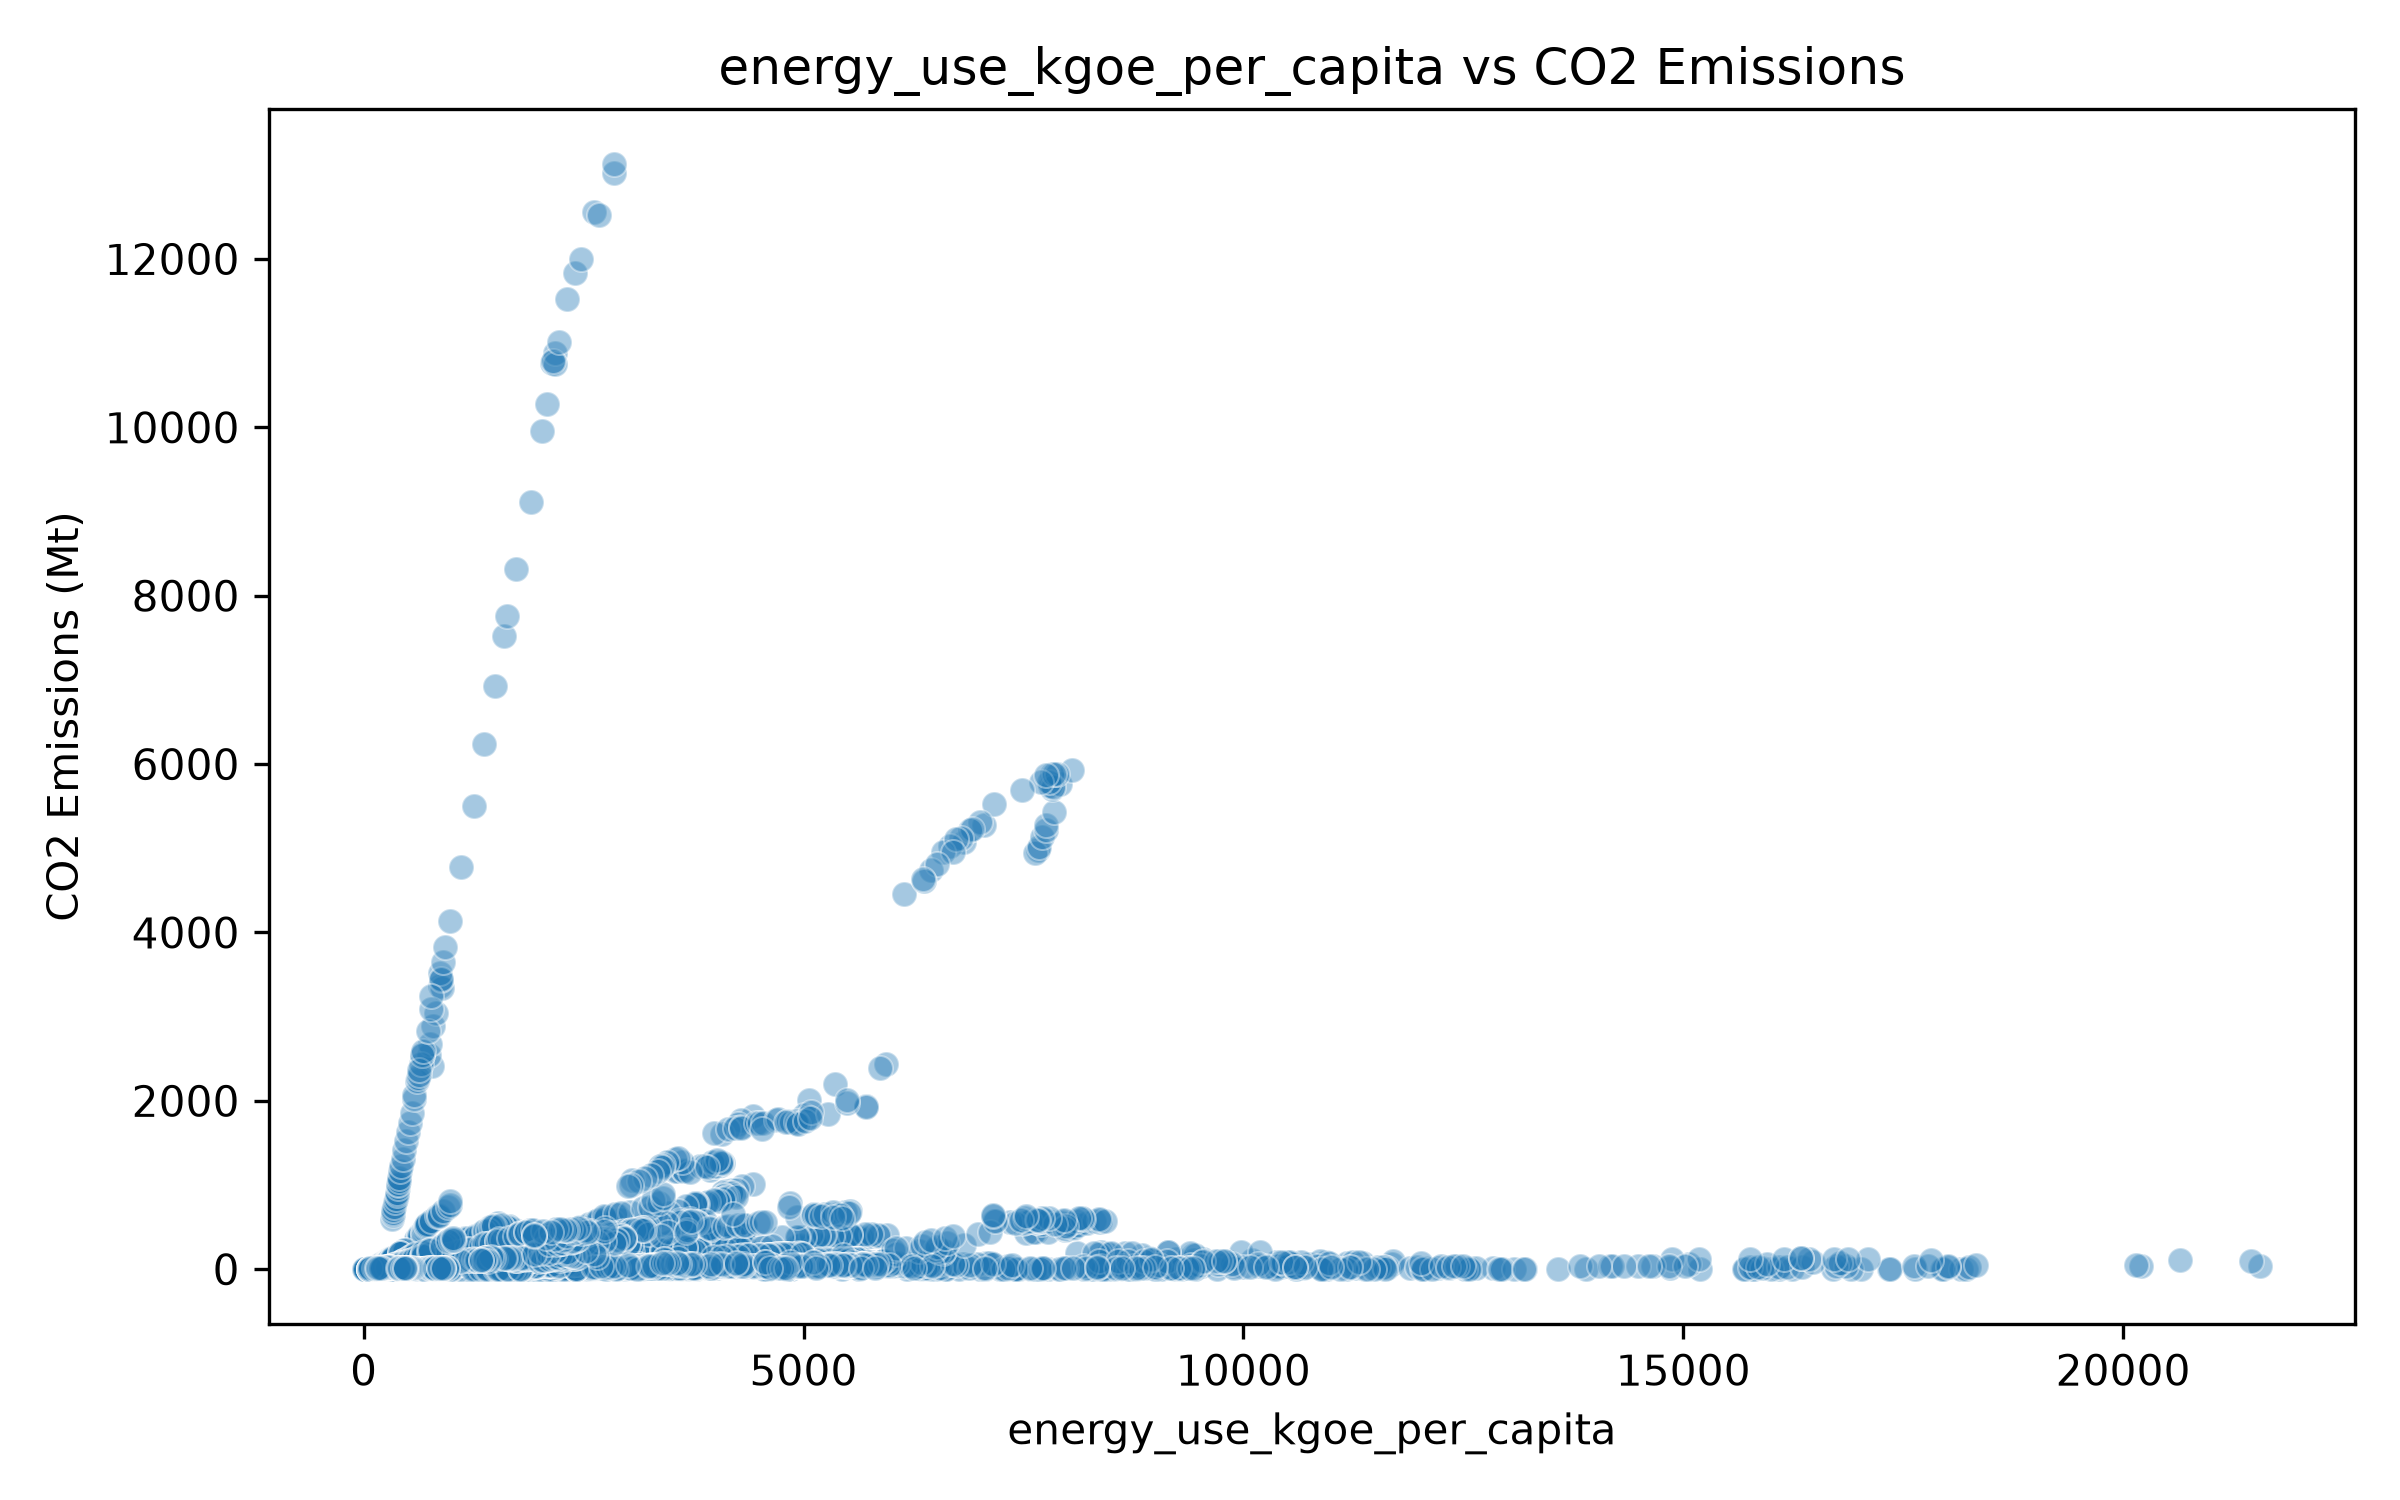 energy_use_kgoe_per_capita vs CO2 Emissions
CO2 Emissions (Mt)
12000
10000
8000
6000
4000
2000
0
0 5000 10000 15000 20000
energy_use_kgoe_per_capita